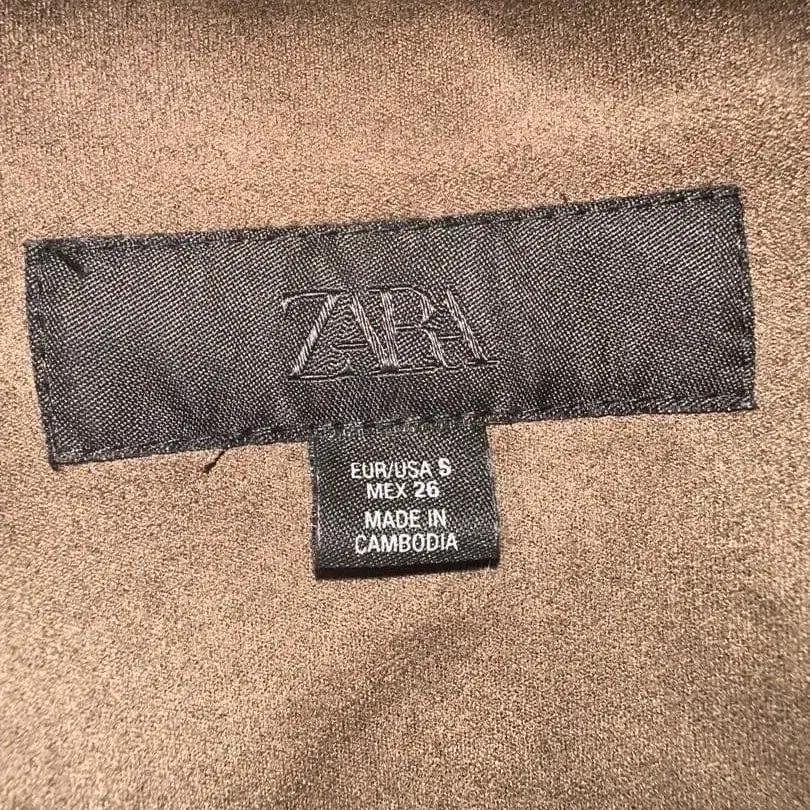 ZARA
EUR/USA S
MEX 26
MADE IN
CAMBODIA